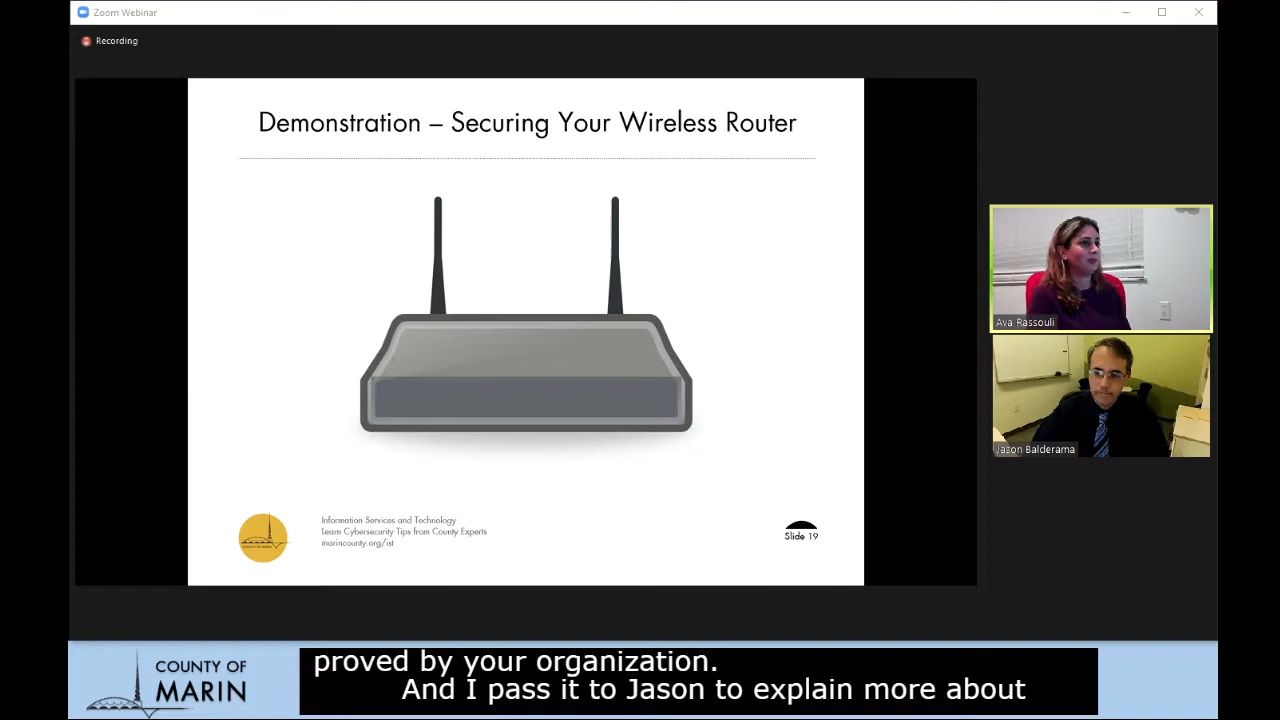 Zoom Webinar
Recording
Demonstration – Securing Your Wireless Router
Ava Rassouli
Jason Balderama
Information Services and Technology
Learn Cybersecurity Tips from County Experts
marincounty.org/ist
Slide 19
COUNTY OF
MARIN
proved by your organization.
And I pass it to Jason to explain more about